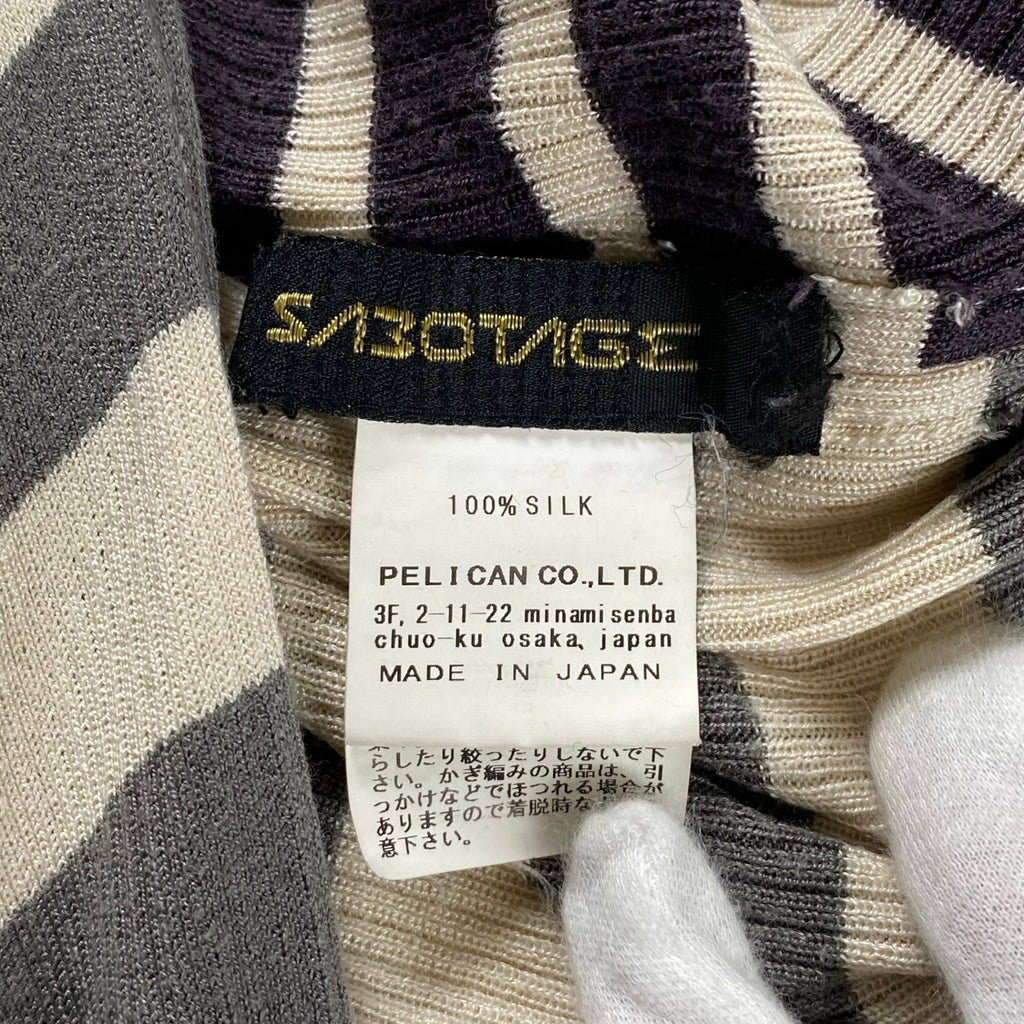 SABOTAGE
100% SILK
PELICAN CO.,LTD.
3F, 2-11-22 minamisenba
chuo-ku osaka, japan
MADE IN JAPAN
らしたり絞ったりしないで下
さい。かぎ編みの商品は、引
っかけなどでほつれる場合が
ありますので着脱時な
意下さい。